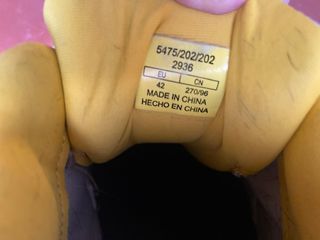 5475/202/202
2936
EU CN
42 270/96
MADE IN CHINA
HECHO EN CHINA